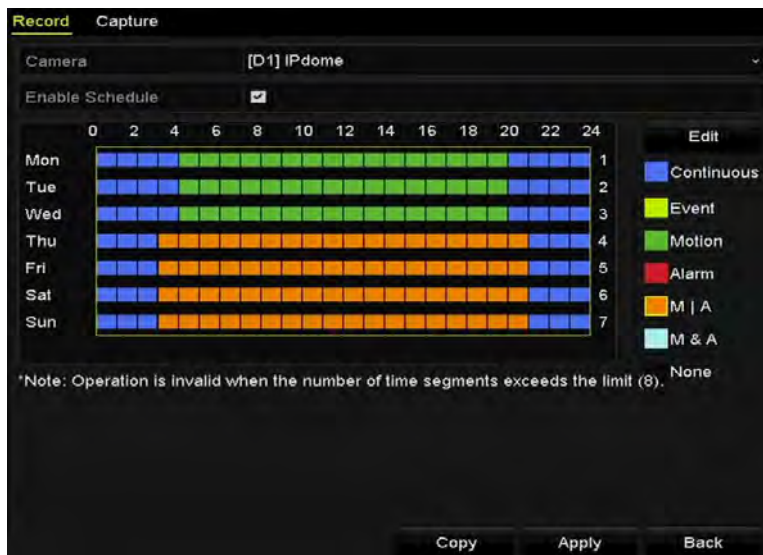 Record Capture
Camera [D1] IPdome
Enable Schedule
0 2 4 6 8 10 12 14 16 18 20 22 24
Edit
Mon 1
Continuous
Tue 2
Wed 3
Event
Thu 4
Motion
Fri 5
Alarm
Sat 6
M | A
Sun 7
M & A
None
*Note: Operation is invalid when the number of time segments exceeds the limit (8).
Copy Apply Back